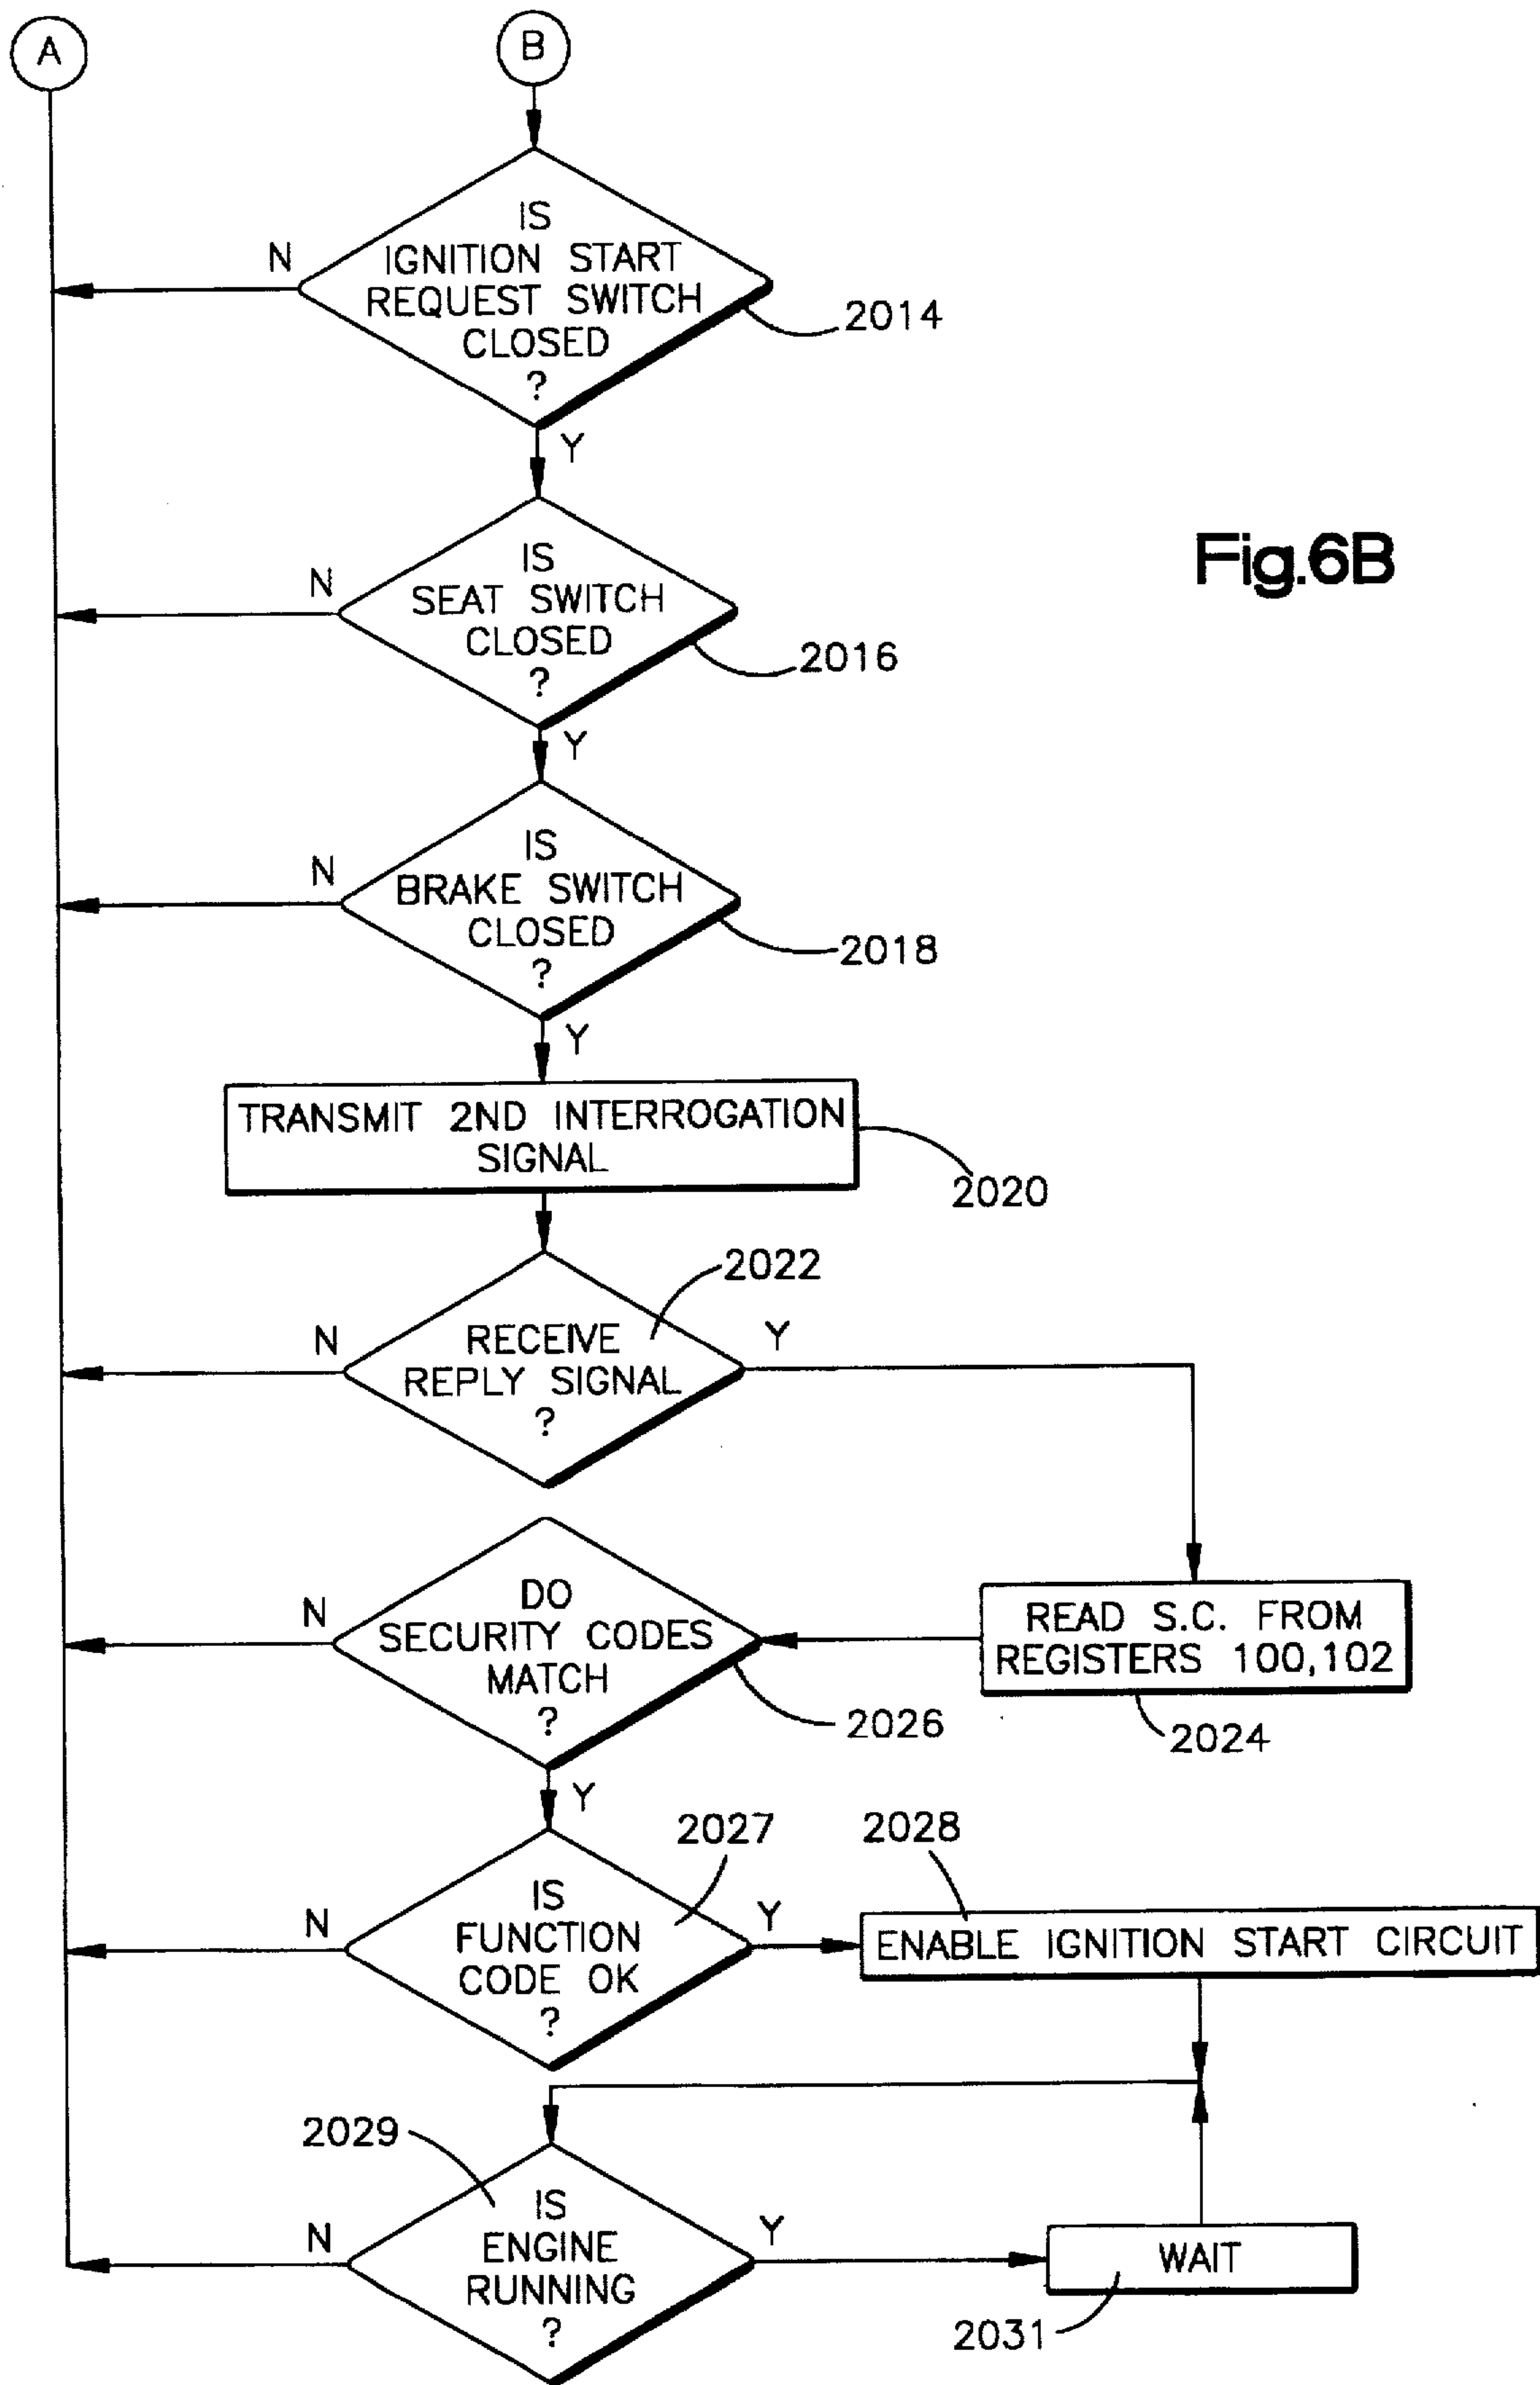 A
B
IS
IGNITION START
REQUEST SWITCH
CLOSED
?
N
Y
2014
Fig.6B
IS
SEAT SWITCH
CLOSED
?
N
Y
2016
IS
BRAKE SWITCH
CLOSED
?
N
Y
2018
TRANSMIT 2ND INTERROGATION
SIGNAL
2020
2022
RECEIVE
REPLY SIGNAL
?
N
Y
READ S.C. FROM
REGISTERS 100,102
2024
DO
SECURITY CODES
MATCH
?
N
Y
2026
2027
IS
FUNCTION
CODE OK
?
N
Y
2028
ENABLE IGNITION START CIRCUIT
2029
IS
ENGINE
RUNNING
?
N
Y
WAIT
2031